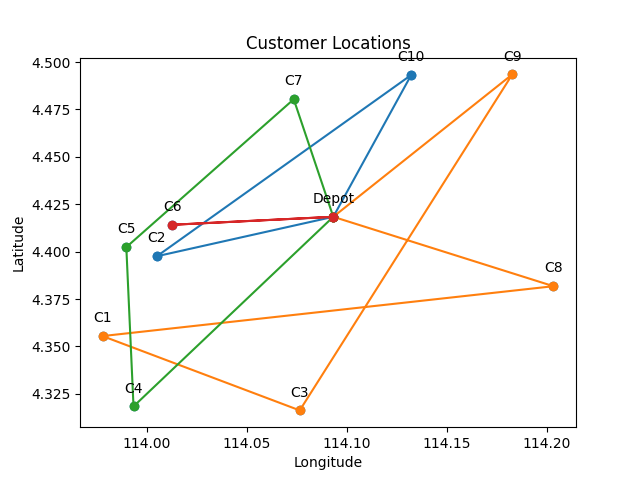 Customer Locations
C10
C9
4.500
C7
4.475
4.450
Depot
4.425
C6
C5
C2
4.400
C8
4.375
C1
4.350
C4
C3
4.325
114.00
114.05
114.10
114.15
114.20
Longitude
Latitude